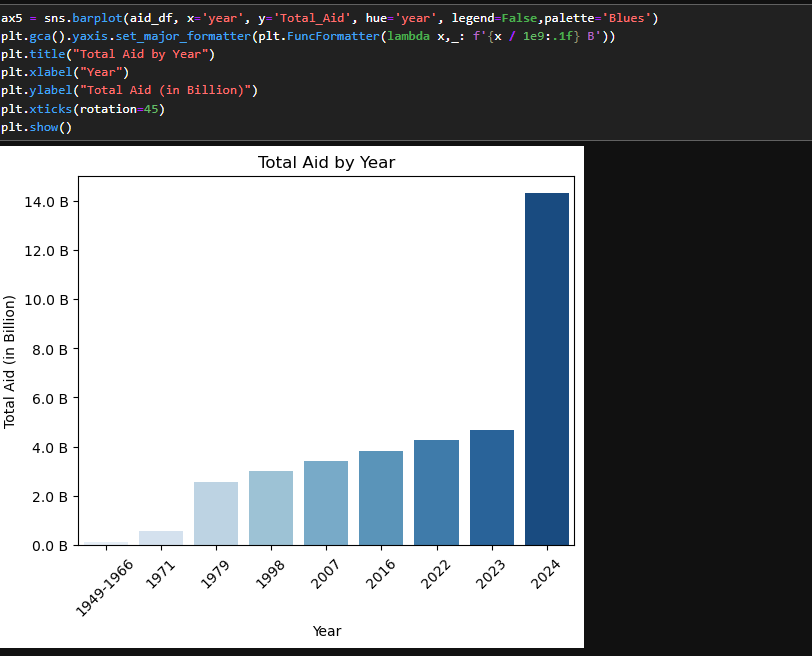 ax5 = sns.barplot(aid_df, x='year', y='Total_Aid', hue='year', legend=False,palette='Blues')
plt.gca().yaxis.set_major_formatter(plt.FuncFormatter(lambda x,_: f'{x / 1e9:.1f} B'))
plt.title("Total Aid by Year")
plt.xlabel("Year")
plt.ylabel("Total Aid (in Billion)")
plt.xticks(rotation=45)
plt.show()
Total Aid by Year
14.0 B
12.0 B
10.0 B
8.0 B
6.0 B
4.0 B
2.0 B
0.0 B
Total Aid (in Billion)
1949-1966
1971
1979
1998
2007
2016
2022
2023
2024
Year